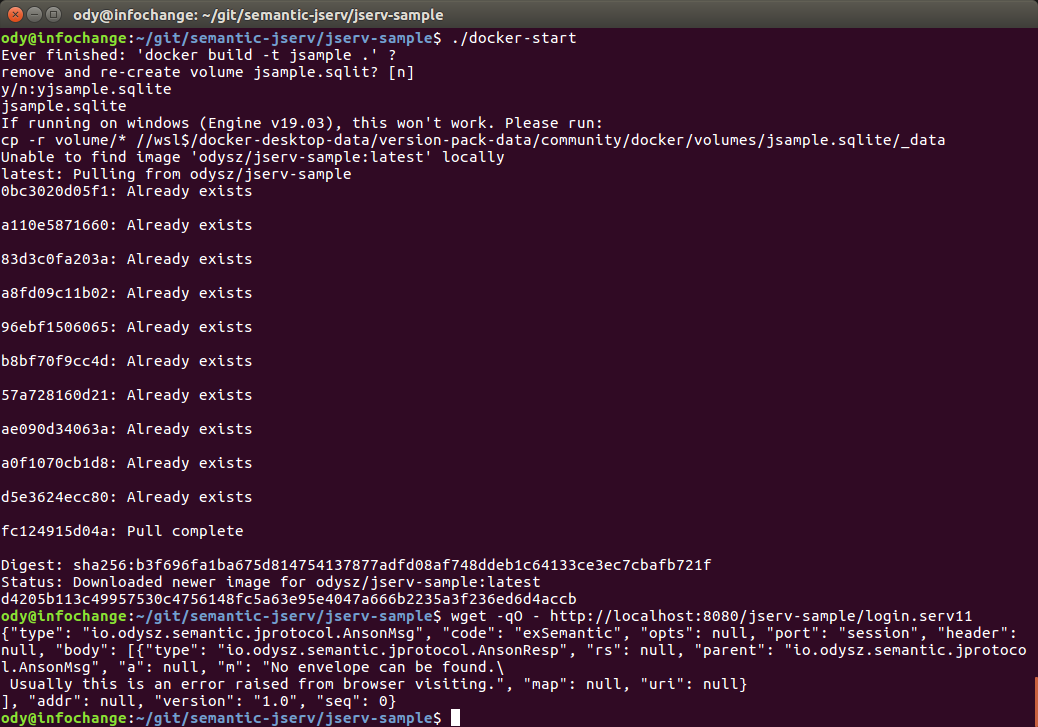 ody@infochange: ~/git/semantic-jserv/jserv-sample
ody@infochange:~/git/semantic-jserv/jserv-sample$ ./docker-start
Ever finished: 'docker build -t jsample .' ?
remove and re-create volume jsample.sqlit? [n]
y/n:yjsample.sqlite
jsample.sqlite
If running on windows (Engine v19.03), this won't work. Please run:
cp -r volume/* //wsl$/docker-desktop-data/version-pack-data/community/docker/volumes/jsample.sqlite/_data
Unable to find image 'odysz/jserv-sample:latest' locally
latest: Pulling from odysz/jserv-sample
0bc3020d05f1: Already exists
a110e5871660: Already exists
83d3c0fa203a: Already exists
a8fd09c11b02: Already exists
96ebf1506065: Already exists
b8bf70f9cc4d: Already exists
57a728160d21: Already exists
ae090d34063a: Already exists
a0f1070cb1d8: Already exists
d5e3624ecc80: Already exists
fc124915d04a: Pull complete
Digest: sha256:b3f696fa1ba675d814754137877adfd08af748ddeb1c64133ce3ec7cbafb721f
Status: Downloaded newer image for odysz/jserv-sample:latest
d4205b113c49957530c4756148fc5a63e95e4047a666b2235a3f236ed6d4accb
ody@infochange:~/git/semantic-jserv/jserv-sample$ wget -qO - http://localhost:8080/jserv-sample/login.serv11
{"type": "io.odysz.semantic.jprotocol.AnsonMsg", "code": "exSemantic", "opts": null, "port": "session", "header":
null, "body": [{"type": "io.odysz.semantic.jprotocol.AnsonResp", "rs": null, "parent": "io.odysz.semantic.jprotoco
l.AnsonMsg", "a": null, "m": "No envelope can be found.\
 Usually this is an error raised from browser visiting.", "map": null, "uri": null}
], "addr": null, "version": "1.0", "seq": 0}
ody@infochange:~/git/semantic-jserv/jserv-sample$